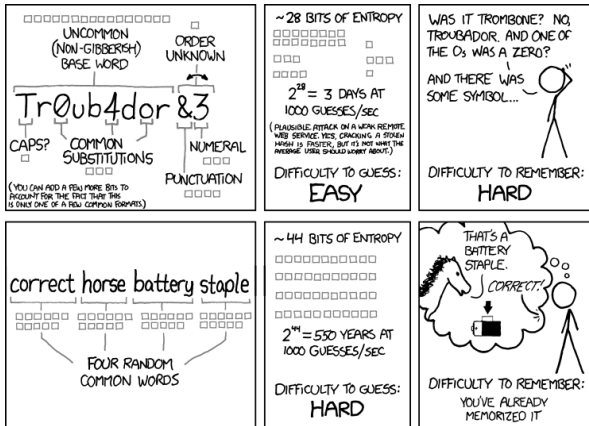 UNCOMMON
(NON-GIBBERISH)
BASE WORD
ORDER
UNKNOWN
Tr0ub4dor &3
CAPS?
COMMON
SUBSTITUTIONS
NUMERAL
PUNCTUATION
(YOU CAN ADD A FEW MORE BITS TO
ACCOUNT FOR THE FACT THAT THIS
IS ONLY ONE OF A FEW COMMON FORMATS.)
~28 BITS OF ENTROPY
2^28 = 3 DAYS AT
1000 GUESSES/SEC
(PLAUSIBLE ATTACK ON A WEAK REMOTE
WEB SERVICE. YES, CRACKING A STOLEN
HASH IS FASTER, BUT IT'S NOT WHAT THE
AVERAGE USER SHOULD WORRY ABOUT.)
DIFFICULTY TO GUESS:
EASY
WAS IT TROMBONE? NO,
TROUBADOR. AND ONE OF
THE Os WAS A ZERO?
AND THERE WAS
SOME SYMBOL...
DIFFICULTY TO REMEMBER:
HARD
correct horse battery staple
FOUR RANDOM
COMMON WORDS
~44 BITS OF ENTROPY
2^44 = 550 YEARS AT
1000 GUESSES/SEC
DIFFICULTY TO GUESS:
HARD
THAT'S A
BATTERY
STAPLE.
CORRECT!
DIFFICULTY TO REMEMBER:
YOU'VE ALREADY
MEMORIZED IT